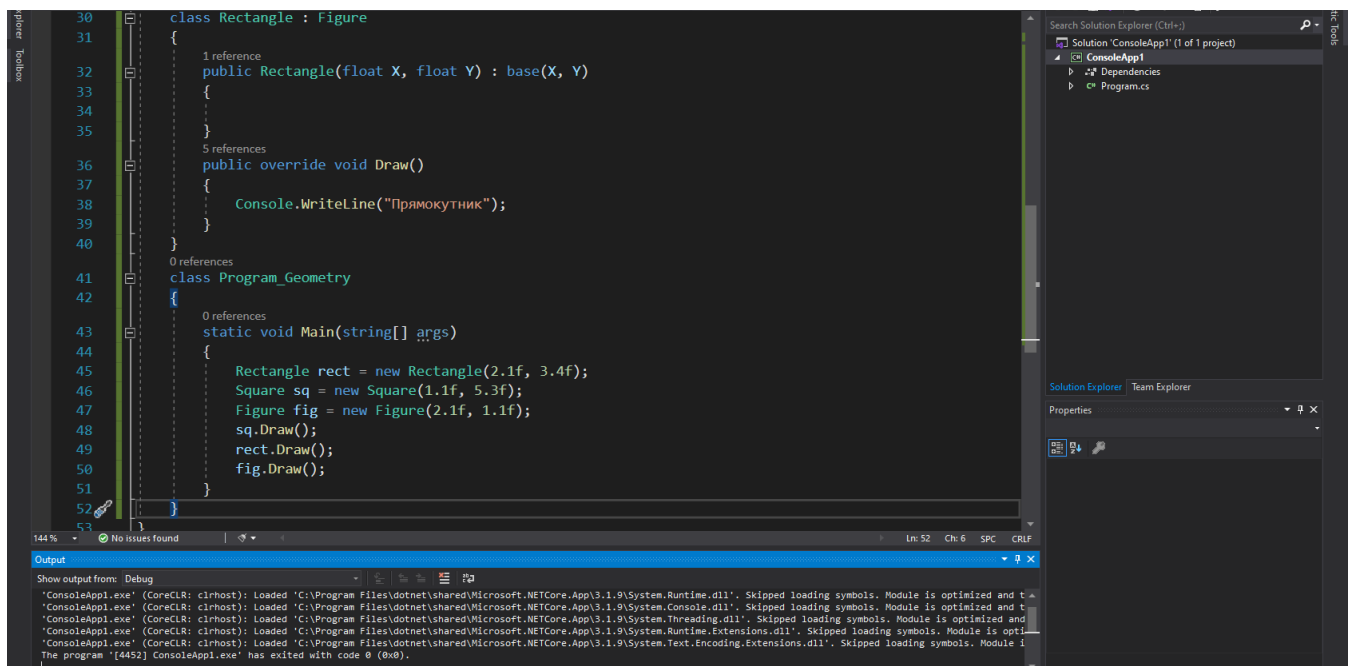 xplorer
Toolbox
30 class Rectangle : Figure
31 {
1 reference
32 public Rectangle(float X, float Y) : base(X, Y)
33 {
34
35 }
5 references
36 public override void Draw()
37 {
38 Console.WriteLine("Прямокутник");
39 }
40 }
0 references
41 class Program_Geometry
42 {
0 references
43 static void Main(string[] args)
44 {
45 Rectangle rect = new Rectangle(2.1f, 3.4f);
46 Square sq = new Square(1.1f, 5.3f);
47 Figure fig = new Figure(2.1f, 1.1f);
48 sq.Draw();
49 rect.Draw();
50 fig.Draw();
51 }
52 }
53 }
144 % No issues found Ln: 52 Ch: 6 SPC CRLF
Output
Show output from: Debug
'ConsoleApp1.exe' (CoreCLR: clrhost): Loaded 'C:\Program Files\dotnet\shared\Microsoft.NETCore.App\3.1.9\System.Runtime.dll'. Skipped loading symbols. Module is optimized and t
'ConsoleApp1.exe' (CoreCLR: clrhost): Loaded 'C:\Program Files\dotnet\shared\Microsoft.NETCore.App\3.1.9\System.Console.dll'. Skipped loading symbols. Module is optimized and t
'ConsoleApp1.exe' (CoreCLR: clrhost): Loaded 'C:\Program Files\dotnet\shared\Microsoft.NETCore.App\3.1.9\System.Threading.dll'. Skipped loading symbols. Module is optimized and
'ConsoleApp1.exe' (CoreCLR: clrhost): Loaded 'C:\Program Files\dotnet\shared\Microsoft.NETCore.App\3.1.9\System.Runtime.Extensions.dll'. Skipped loading symbols. Module is opti
'ConsoleApp1.exe' (CoreCLR: clrhost): Loaded 'C:\Program Files\dotnet\shared\Microsoft.NETCore.App\3.1.9\System.Text.Encoding.Extensions.dll'. Skipped loading symbols. Module i
The program '[4452] ConsoleApp1.exe' has exited with code 0 (0x0).
Search Solution Explorer (Ctrl+;)
Solution 'ConsoleApp1' (1 of 1 project)
C# ConsoleApp1
Dependencies
C# Program.cs
Solution Explorer Team Explorer
Properties
tic Tools